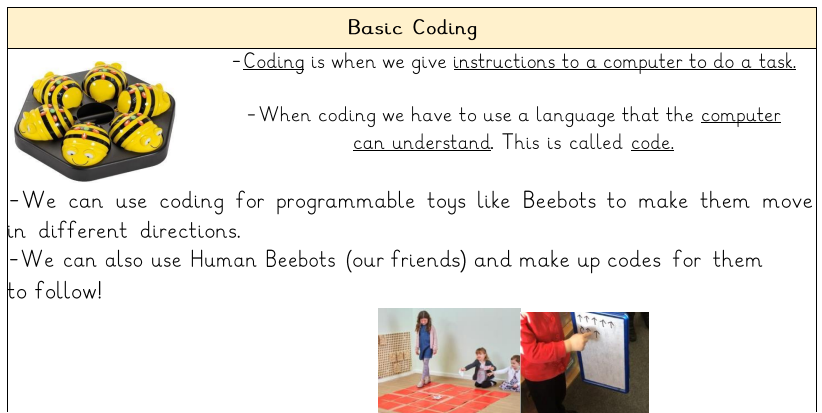 Basic Coding
-Coding is when we give instructions to a computer to do a task.
-When coding we have to use a language that the computer
can understand. This is called code.
-We can use coding for programmable toys like Beebots to make them move
in different directions.
-We can also use Human Beebots (our friends) and make up codes for them
to follow!